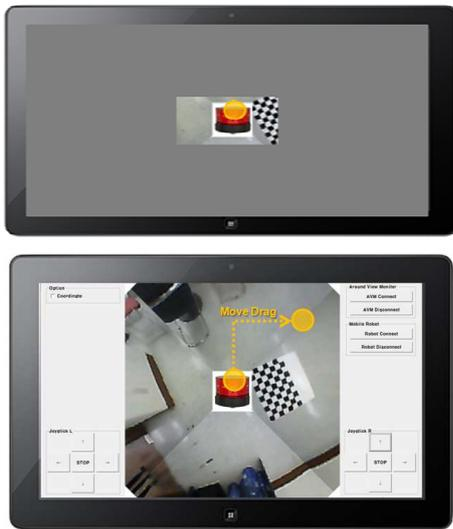 Option
Coordinate
Move Drag
Around View Moniter
AVM Connect
AVM Disconnect
Mobile Robot
Robot Connect
Robot Disconnect
Joystick L
↑
← STOP →
↓
Joystick R
↑
← STOP →
↓